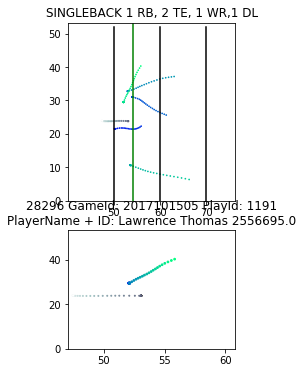 SINGLEBACK 1 RB, 2 TE, 1 WR,1 DL
50
40
30
20
10
0
50 60 70
28296 GameId: 2017101505 PlayId: 1191
PlayerName + ID: Lawrence Thomas 2556695.0
40
20
0
50 55 60